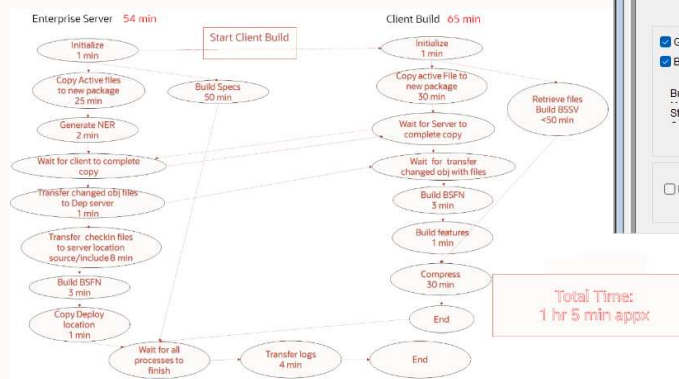 Enterprise Server 54 min
Client Build 65 min
Start Client Build
Initialize
1 min
Initialize
1 min
Copy Active files
to new package
25 min
Build Specs
50 min
Copy active File to
new package
30 min
Retrieve files
Build BSSV
<50 min
Generate NER
2 min
Wait for Server to
complete copy
Wait for client to complete
copy
Wait for transfer
changed obj with files
Transfer changed obj files
to Dep server
1 min
Build BSFN
3 min
Transfer checkin files
to server location
source/include 8 min
Build features
1 min
Build BSFN
3 min
Compress
30 min
Copy Deploy
location
1 min
End
Wait for all
processes to
finish
Transfer logs
4 min
End
Total Time:
1 hr 5 min appx
G
B
Bu
St